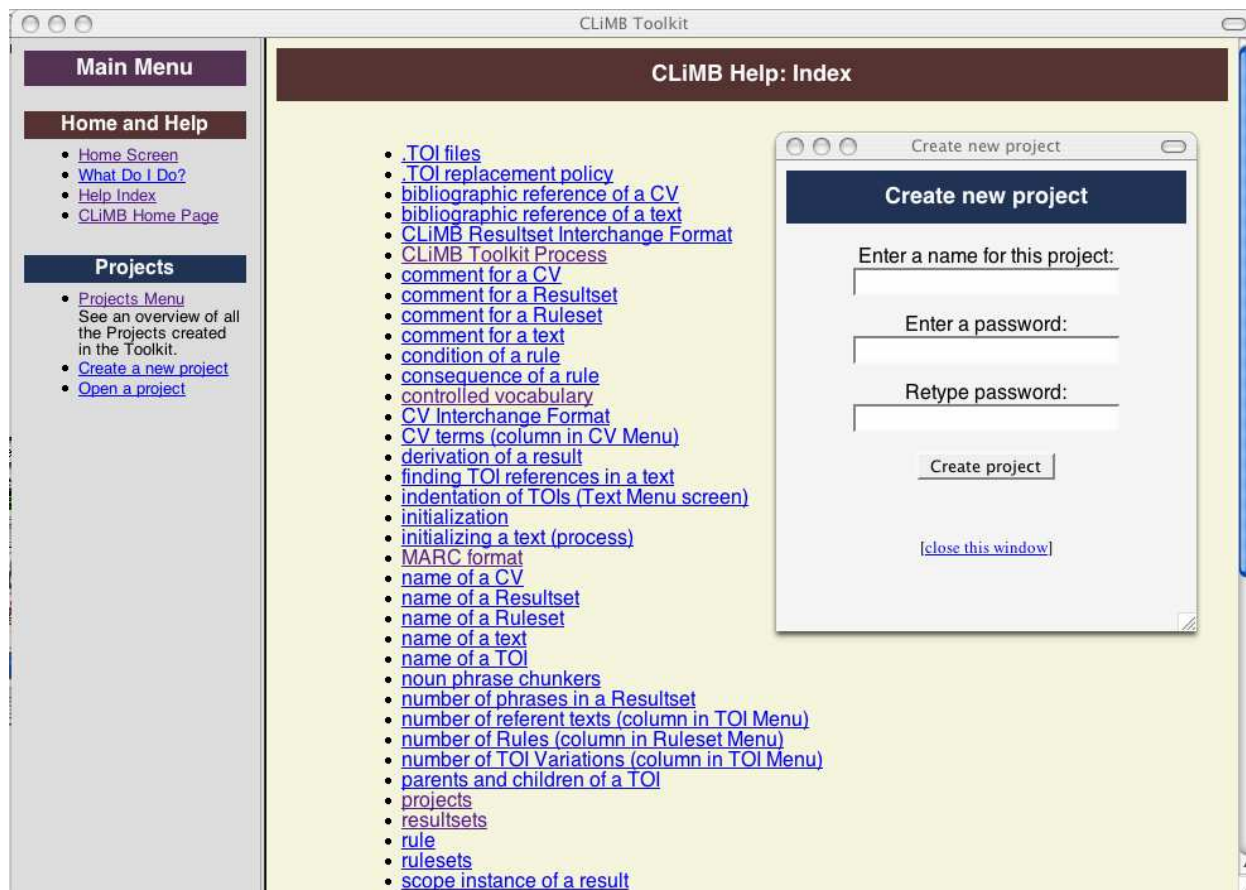 CLiMB Toolkit
Main Menu
Home and Help
Home Screen
What Do I Do?
Help Index
CLiMB Home Page
Projects
Projects Menu
See an overview of all
the Projects created
in the Toolkit.
Create a new project
Open a project
CLiMB Help: Index
.TOI files
.TOI replacement policy
bibliographic reference of a CV
bibliographic reference of a text
CLiMB Resultset Interchange Format
CLiMB Toolkit Process
comment for a CV
comment for a Resultset
comment for a Ruleset
comment for a text
condition of a rule
consequence of a rule
controlled vocabulary
CV Interchange Format
CV terms (column in CV Menu)
derivation of a result
finding TOI references in a text
indentation of TOIs (Text Menu screen)
initialization
initializing a text (process)
MARC format
name of a CV
name of a Resultset
name of a Ruleset
name of a text
name of a TOI
noun phrase chunkers
number of phrases in a Resultset
number of referent texts (column in TOI Menu)
number of Rules (column in Ruleset Menu)
number of TOI Variations (column in TOI Menu)
parents and children of a TOI
projects
resultsets
rule
rulesets
scope instance of a result
Create new project
Create new project
Enter a name for this project:
Enter a password:
Retype password:
Create project
[close this window]